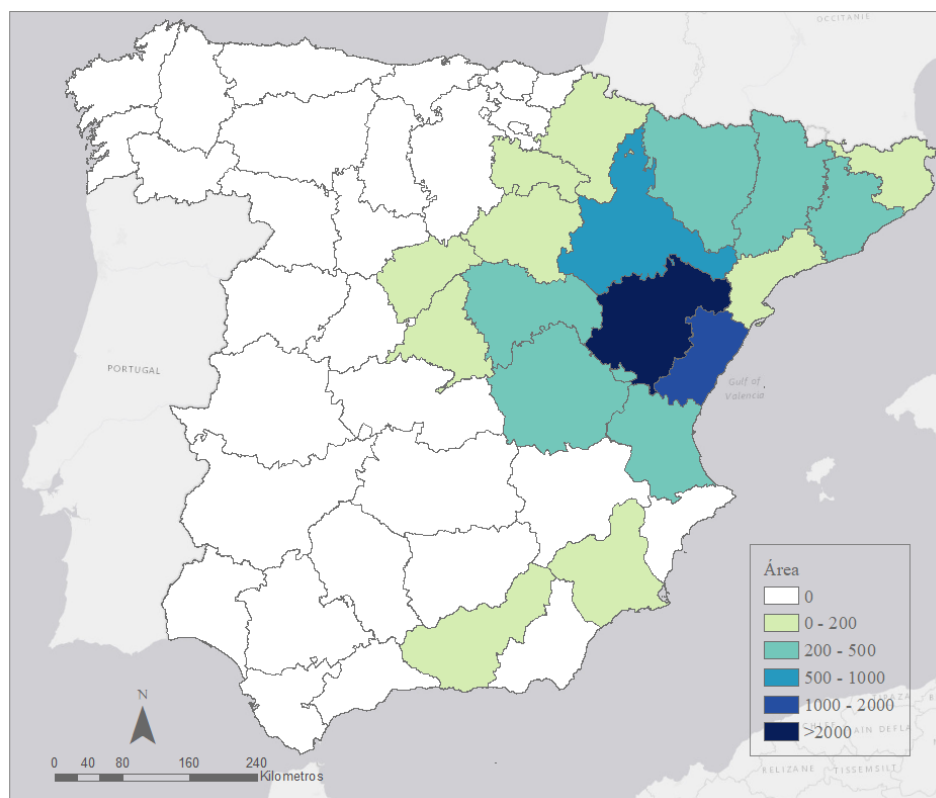 OCCITANIE
PORTUGAL
Gulf of
Valencia
Área
0
0 - 200
200 - 500
500 - 1000
1000 - 2000
>2000
N
0 40 80 160 240
Kilometros
RELIZANE TISSEMSILT